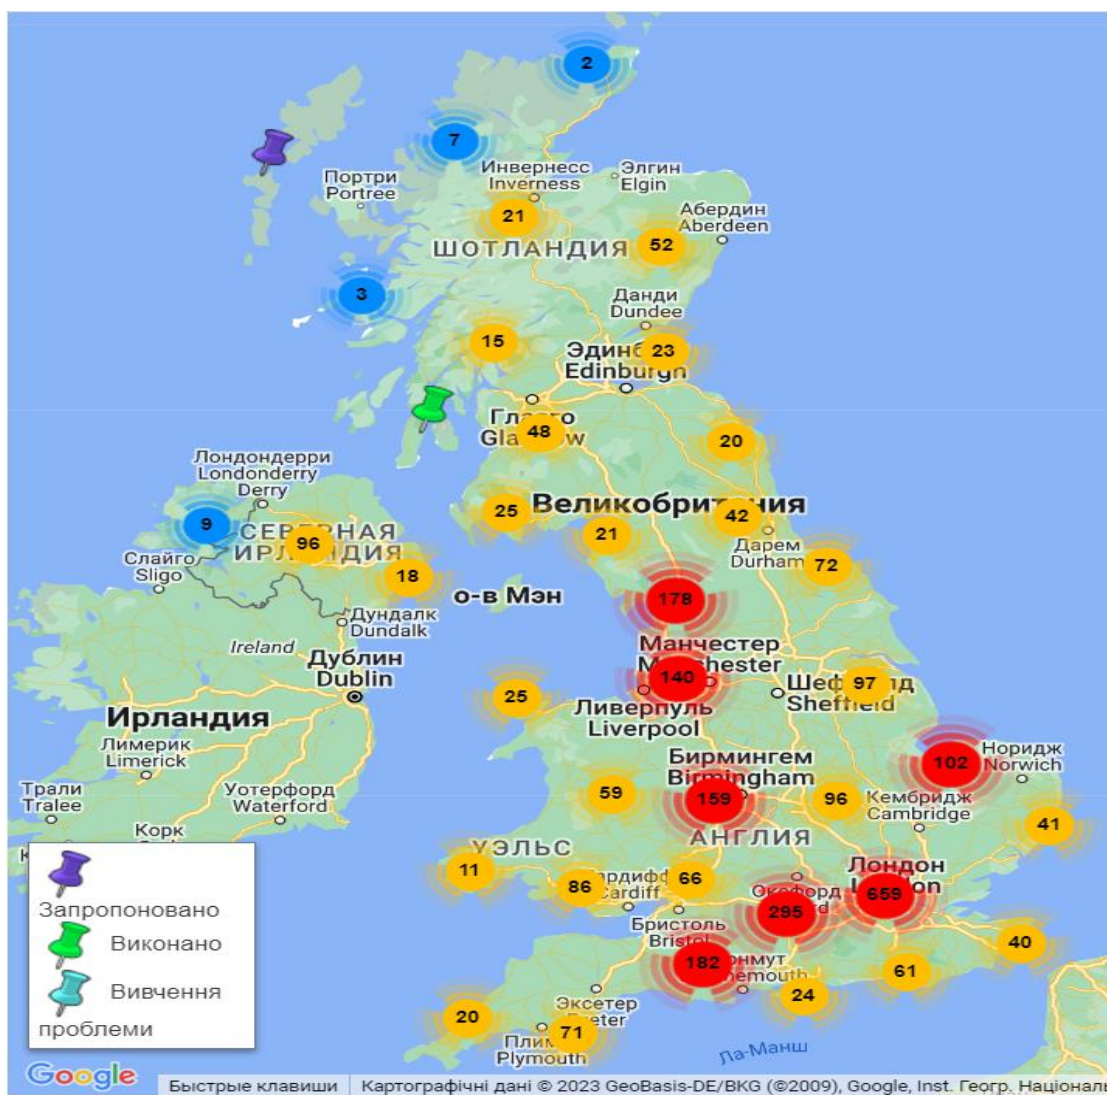 2
7
Инвернесс
Inverness
Элгин
Elgin
Портри
Portree
21
Абердин
Aberdeen
52
ШОТЛАНДИЯ
3
Данди
Dundee
15
23
Edinburgh
48
20
Лондондерри
Londonderry
Derry
25
Великобритания
42
9
СЕВЕРНАЯ
ИРЛАНДИЯ
96
21
Дарем
Durham
Слайго
Sligo
18
72
о-в Мэн
178
Дундалк
Dundalk
Ireland
Манчестер
Дублин
Dublin
140
97
Sheffield
25
Ливерпуль
Liverpool
Ирландия
Лимерик
Limerick
Бирмингем
Birmingham
102
Норидж
Norwich
Трали
Tralee
Уотерфорд
Waterford
59
159
96
Кембридж
Cambridge
41
Корк
АНГЛИЯ
УЭЛЬС
11
86
Cardiff
66
Лондон
659
295
Бристоль
Bristol
182
40
61
24
Эксетер
20
71
Plymouth
Ла-Манш
Запропоновано
Виконано
Вивчення
проблеми
Google
Быстрые клавиши
Картографічні дані © 2023 GeoBasis-DE/BKG (©2009), Google, Inst. Геогр.